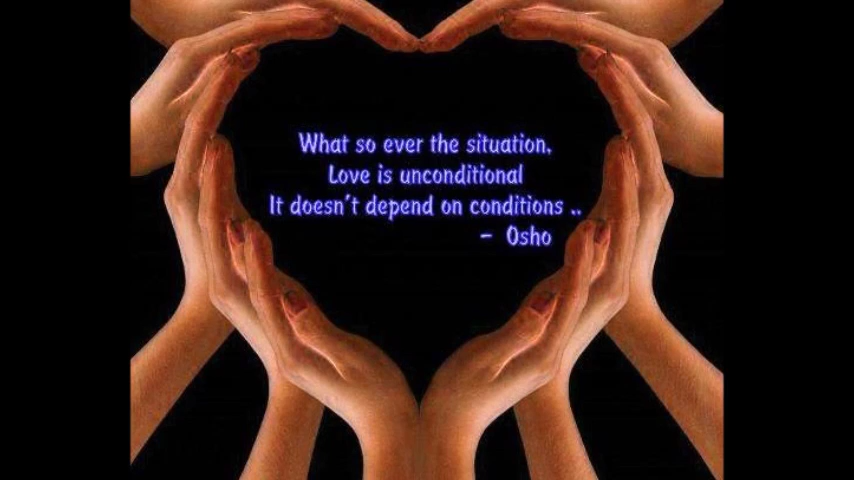 What so ever the situation,
Love is unconditional
It doesn't depend on conditions ..
- Osho